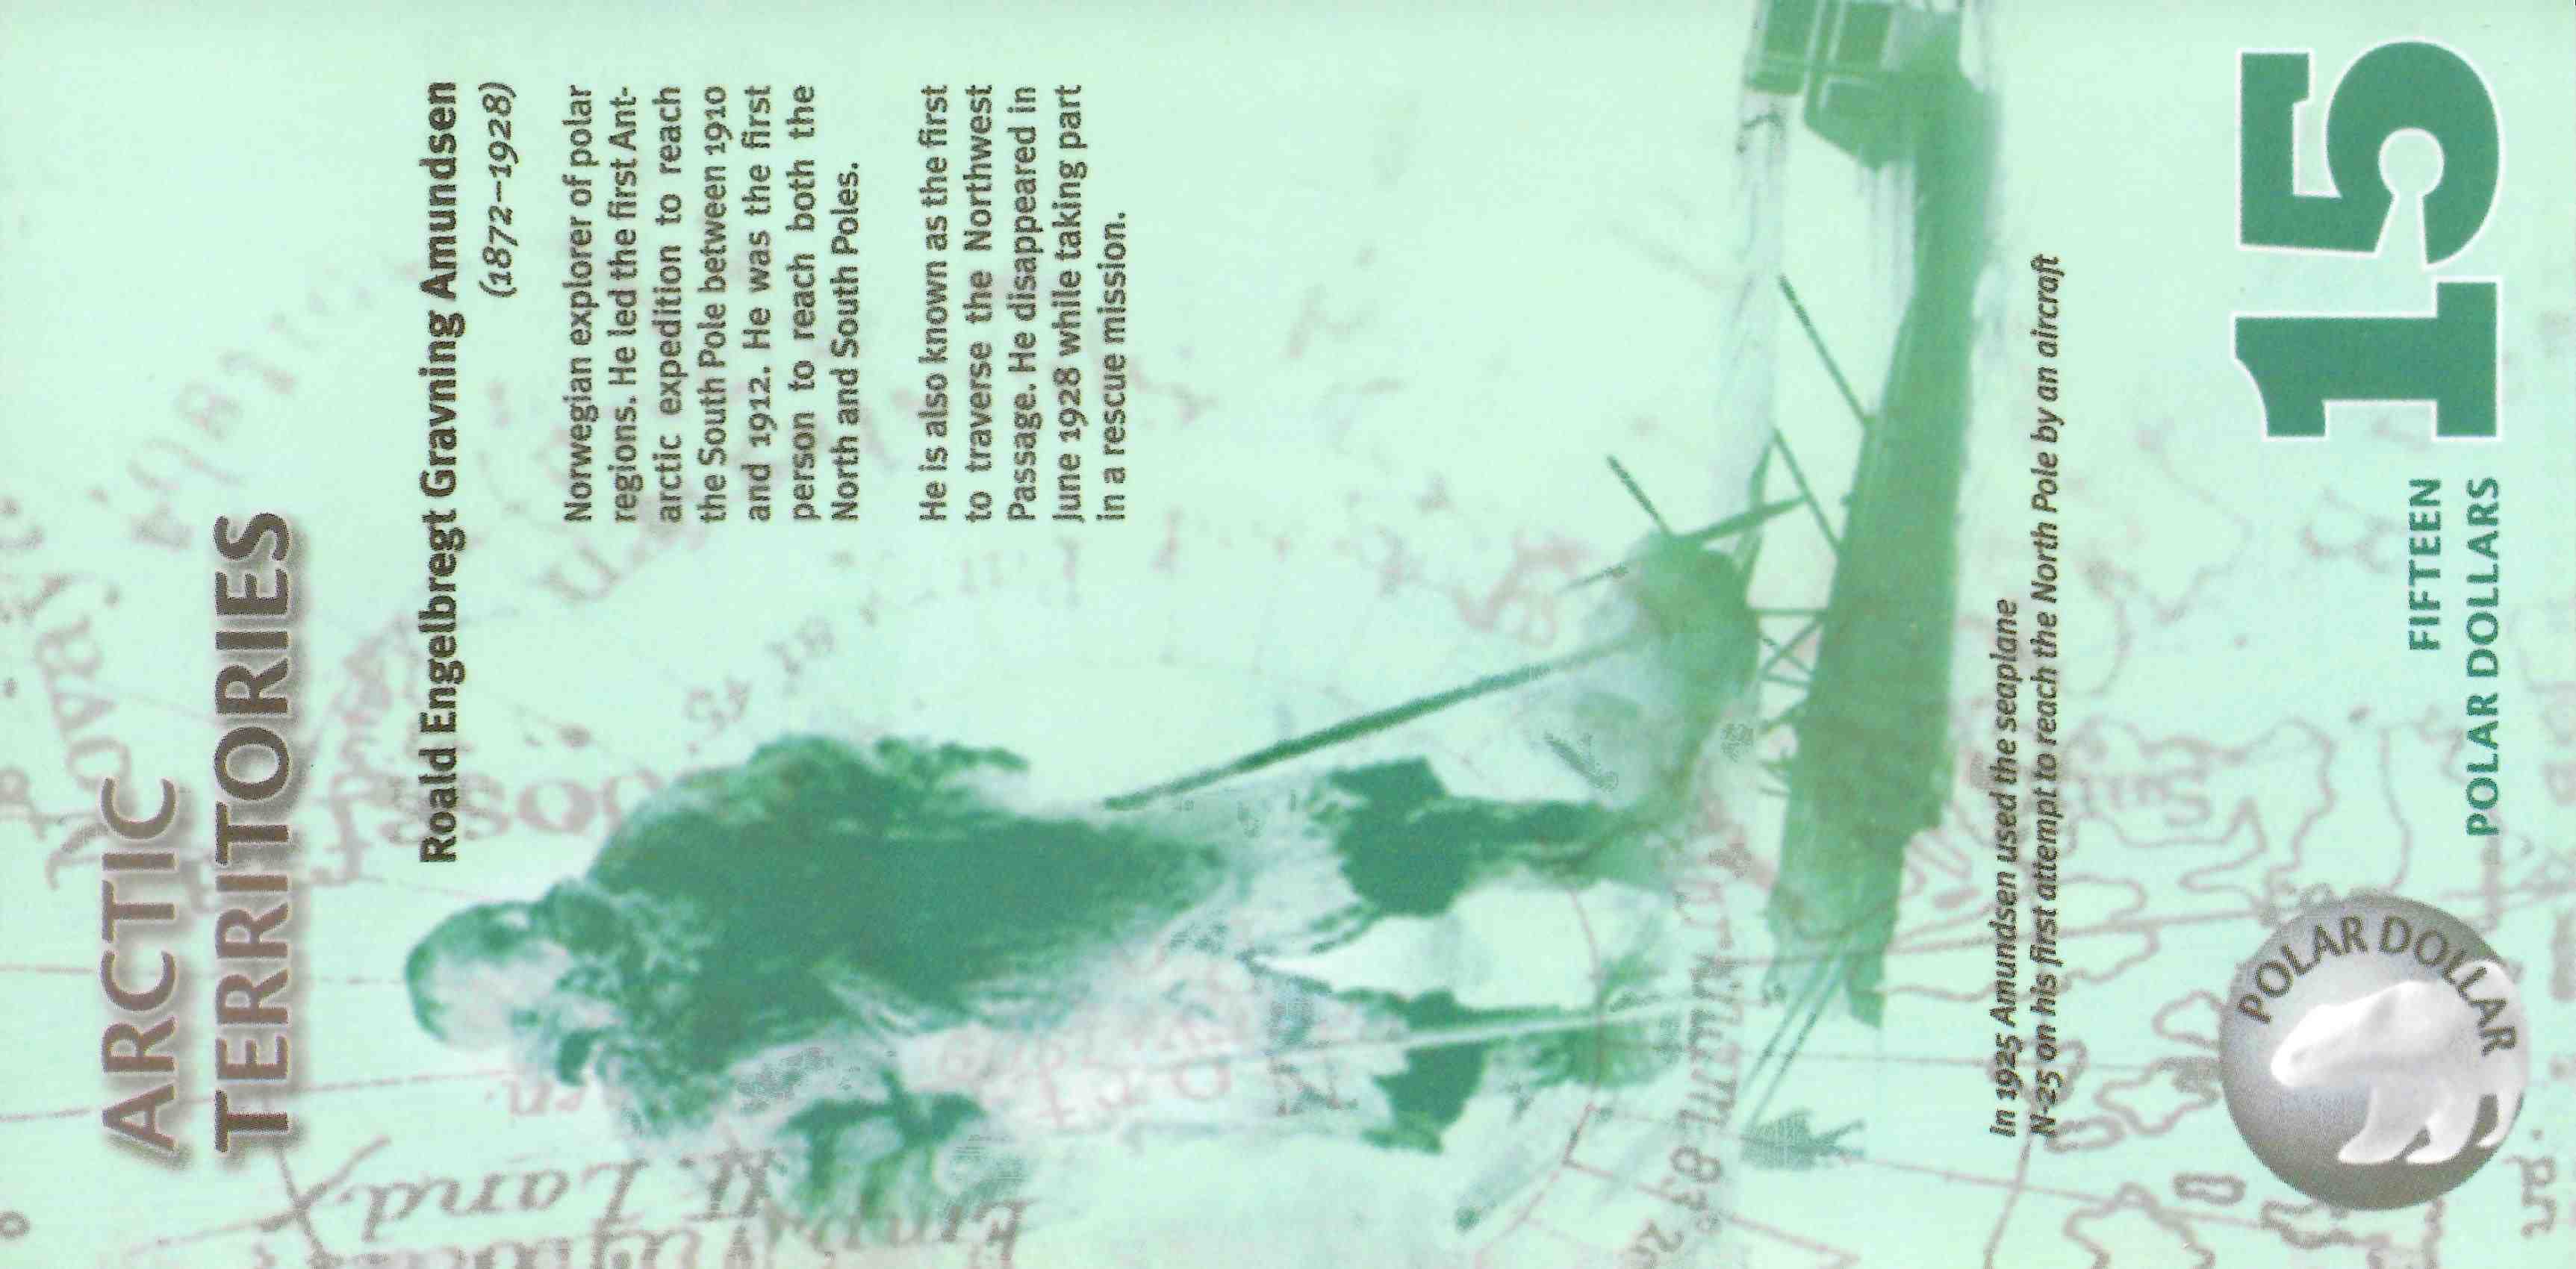 ARCTIC
TERRITORIES
Roald Engelbregt Gravning Amundsen
(1872–1928)
Norwegian explorer of polar
regions. He led the first Ant-
arctic expedition to reach
the South Pole between 1910
and 1912. He was the first
person to reach both the
North and South Poles.
He is also known as the first
to traverse the Northwest
Passage. He disappeared in
June 1928 while taking part
in a rescue mission.
In 1925 Amundsen used the seaplane
N-25 on his first attempt to reach the North Pole by an aircraft
POLAR DOLLAR
FIFTEEN
POLAR DOLLARS
15
Land